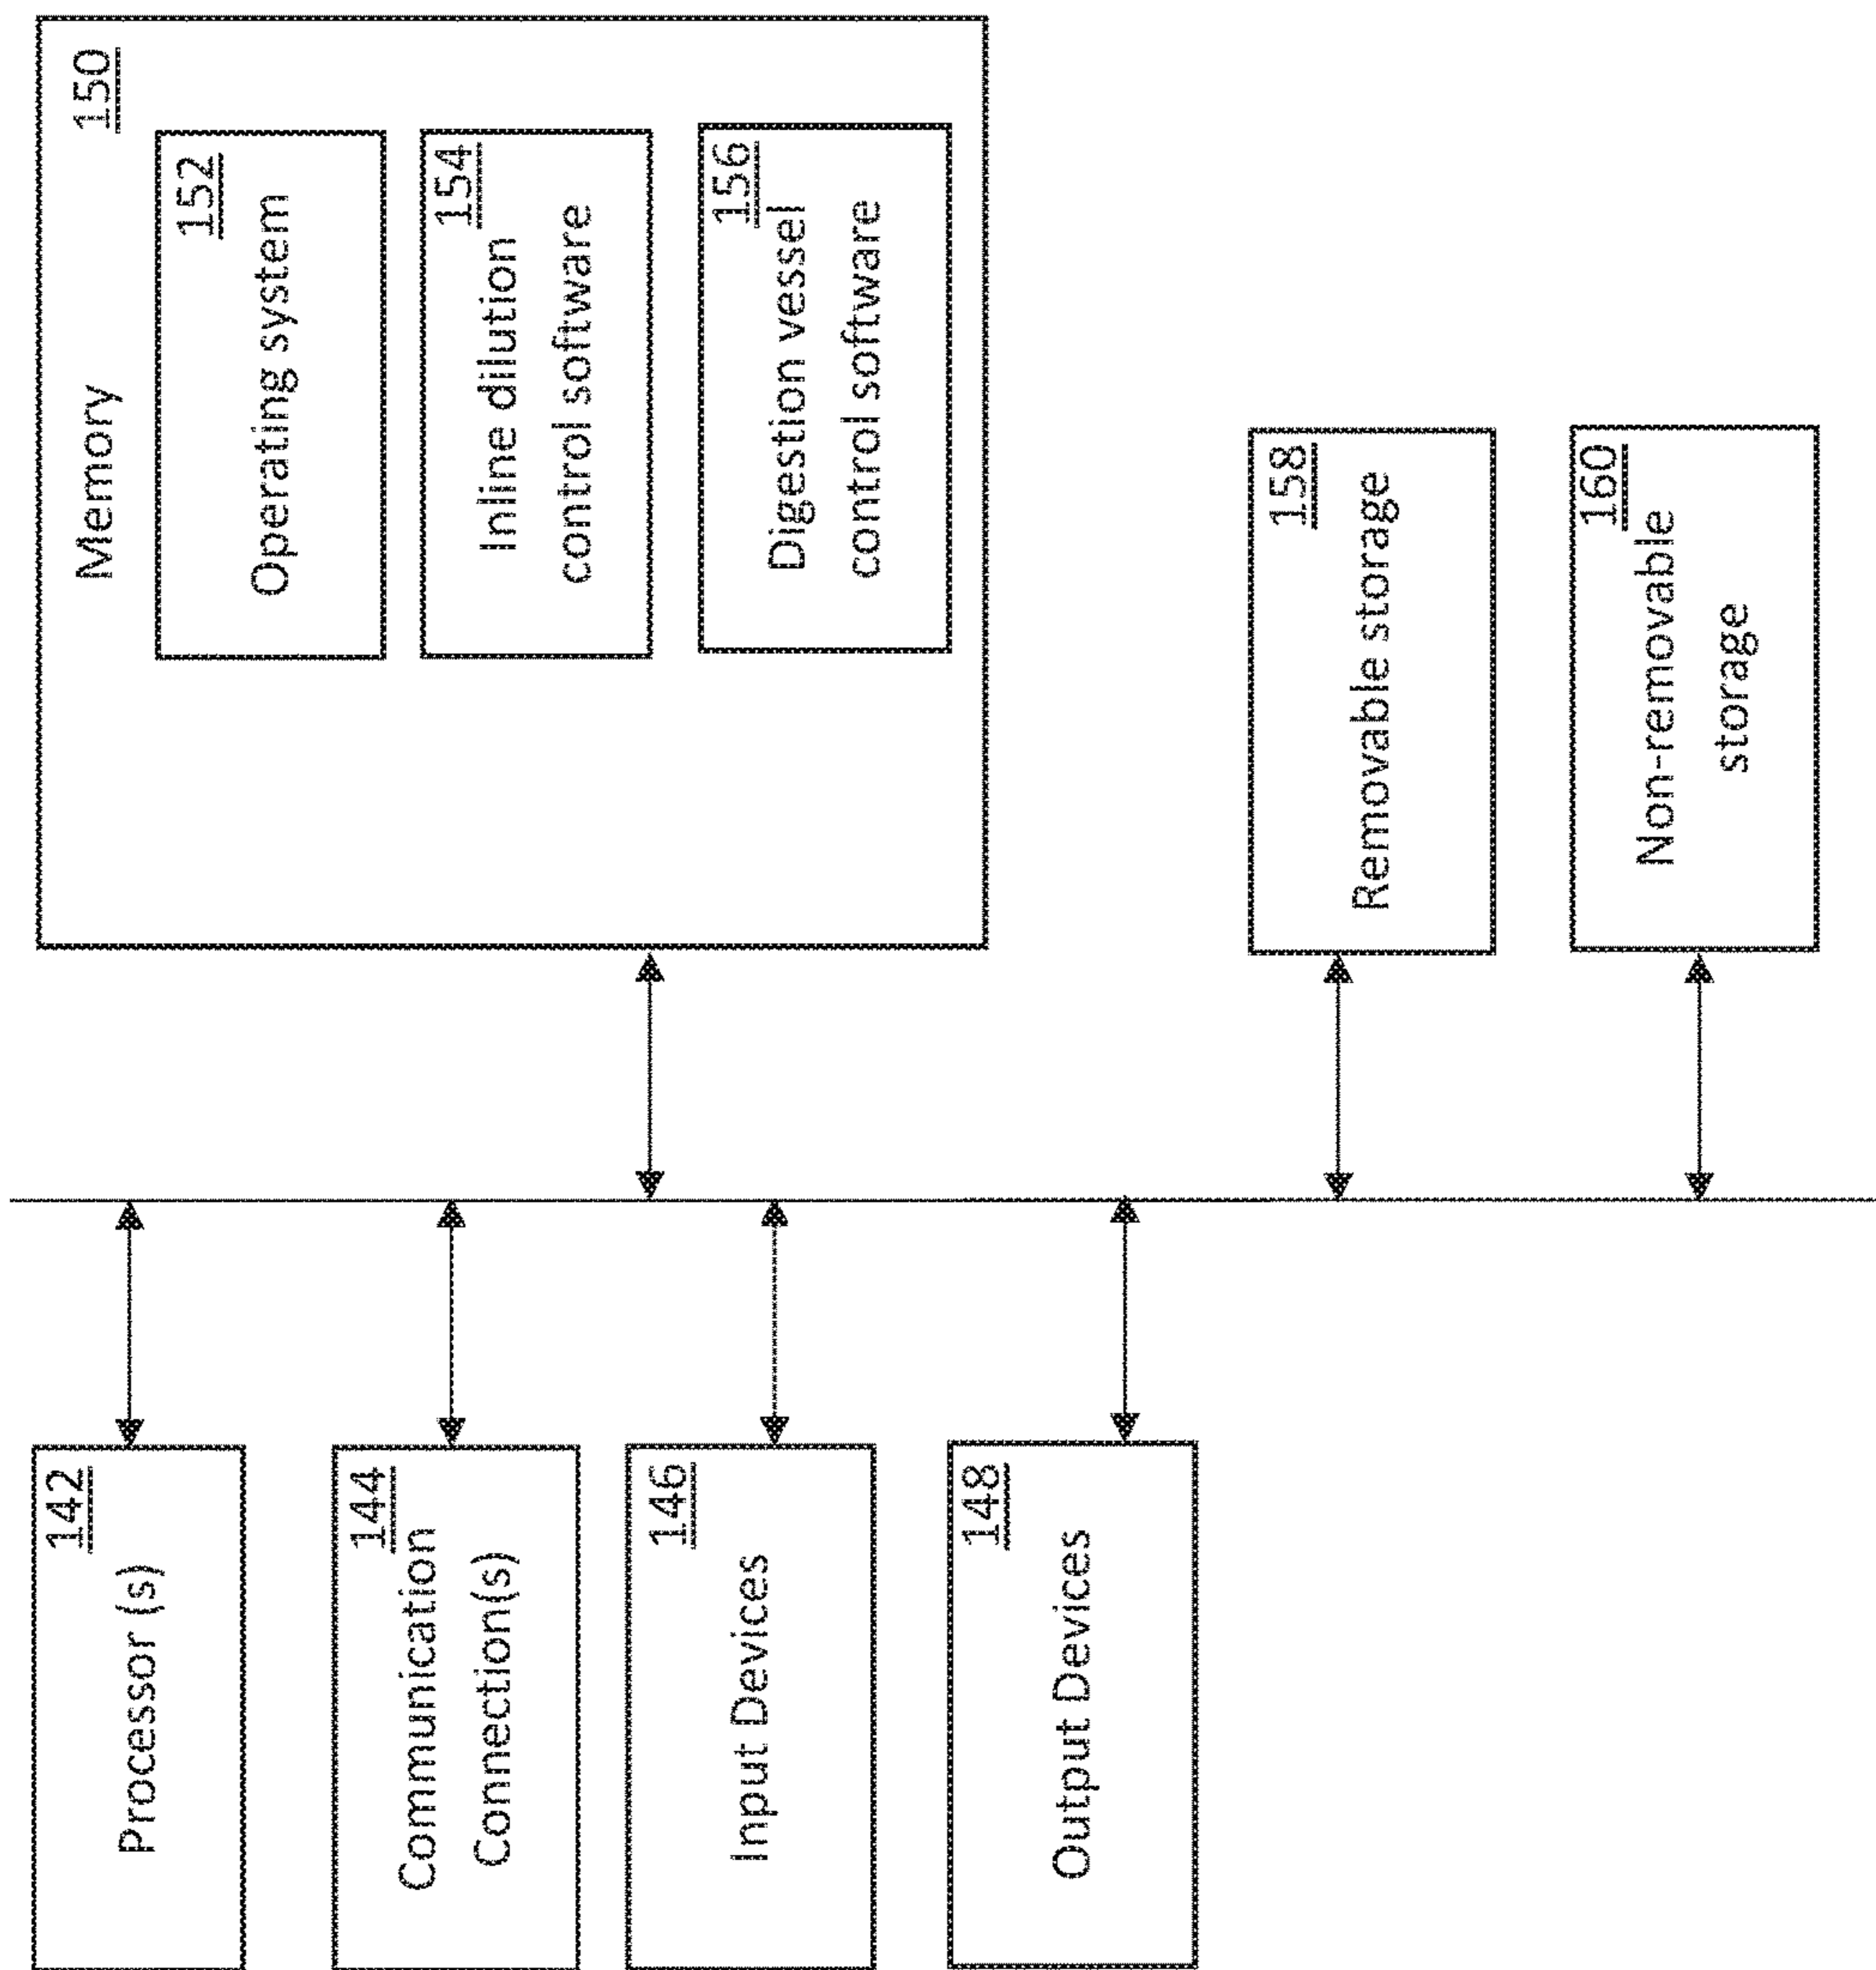 142
Processor (s)
144
Communication
Connection(s)
146
Input Devices
148
Output Devices
150
Memory
152
Operating system
154
Inline dilution
control software
156
Digestion vessel
control software
158
Removable storage
160
Non-removable
storage